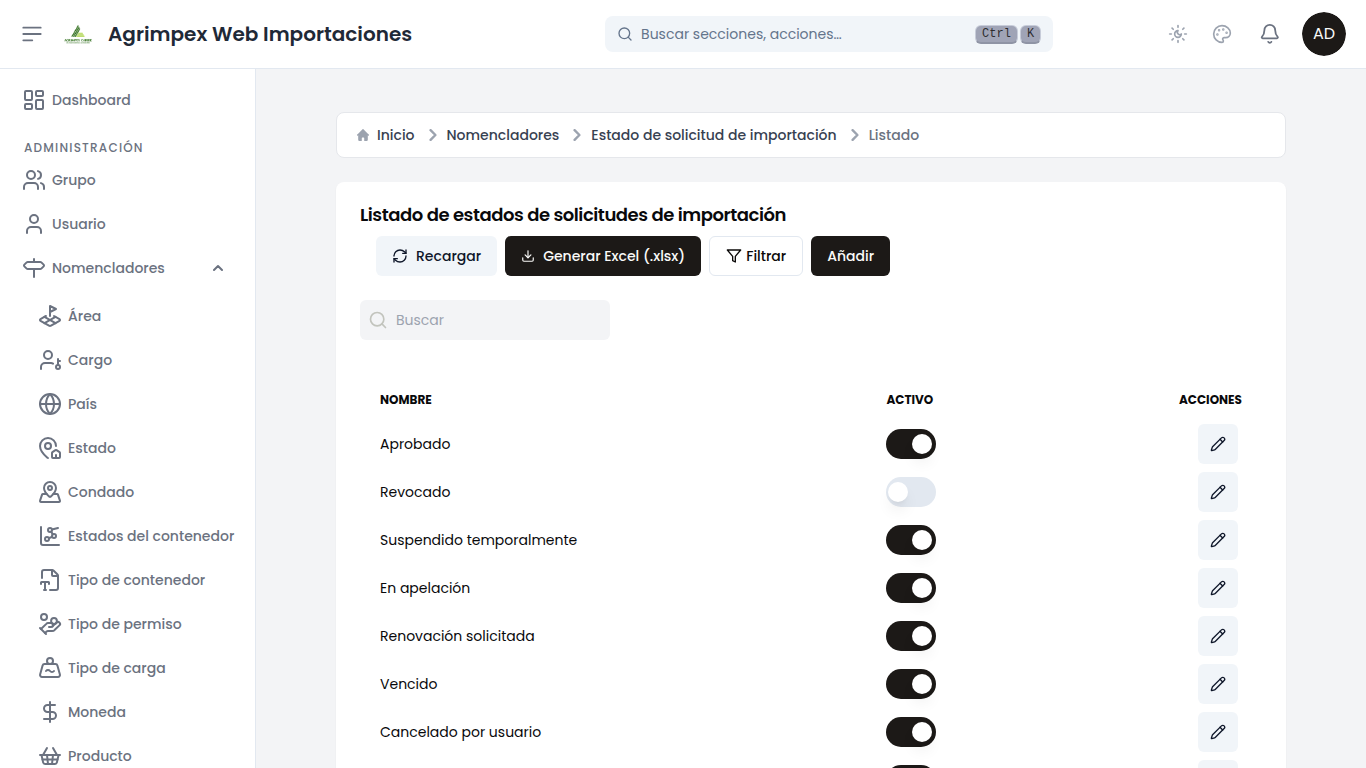 Agrimpex Web Importaciones
Buscar secciones, acciones...
Ctrl K
AD
Dashboard
ADMINISTRACIÓN
Grupo
Usuario
Nomencladores
Área
Cargo
País
Estado
Condado
Estados del contenedor
Tipo de contenedor
Tipo de permiso
Tipo de carga
Moneda
Producto
Inicio
Nomencladores
Estado de solicitud de importación
Listado
Listado de estados de solicitudes de importación
Recargar
Generar Excel (.xlsx)
Filtrar
Añadir
Buscar
NOMBRE ACTIVO ACCIONES
Aprobado
Revocado
Suspendido temporalmente
En apelación
Renovación solicitada
Vencido
Cancelado por usuario